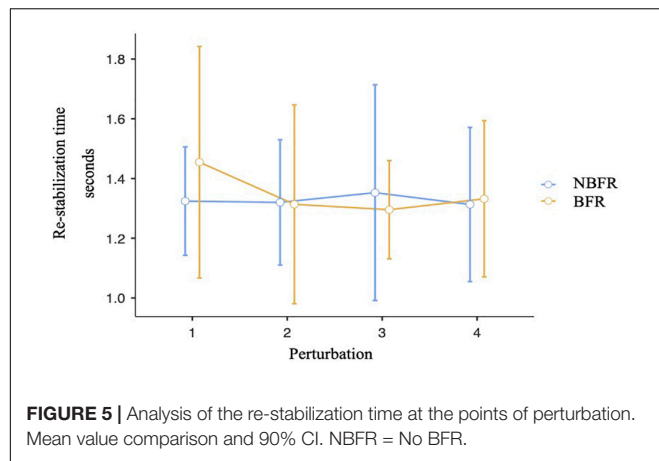 1.8
1.6
1.4
1.2
1.0
Re-stabilization time
seconds
1
2
3
4
Perturbation
NBFR
BFR
FIGURE 5 | Analysis of the re-stabilization time at the points of perturbation.
Mean value comparison and 90% CI. NBFR = No BFR.